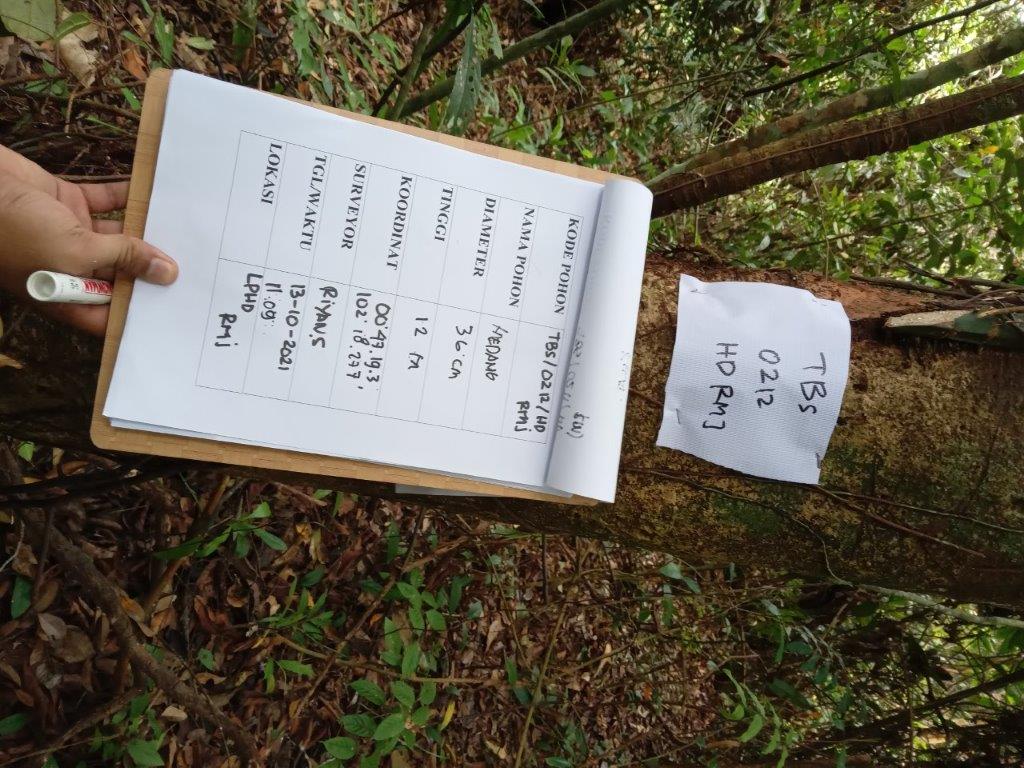 TBS
0212
HD RMJ
KODE POHON TBS/0212/HD
RMJ
NAMA POHON MEDANG
DIAMETER 36 cm
TINGGI 12 m
KOORDINAT 00°47.19.3
102°18.277'
SURVEYOR RIYAN.S
TGL/WAKTU 13-10-2021
11.09
LOKASI LPHD
RMJ